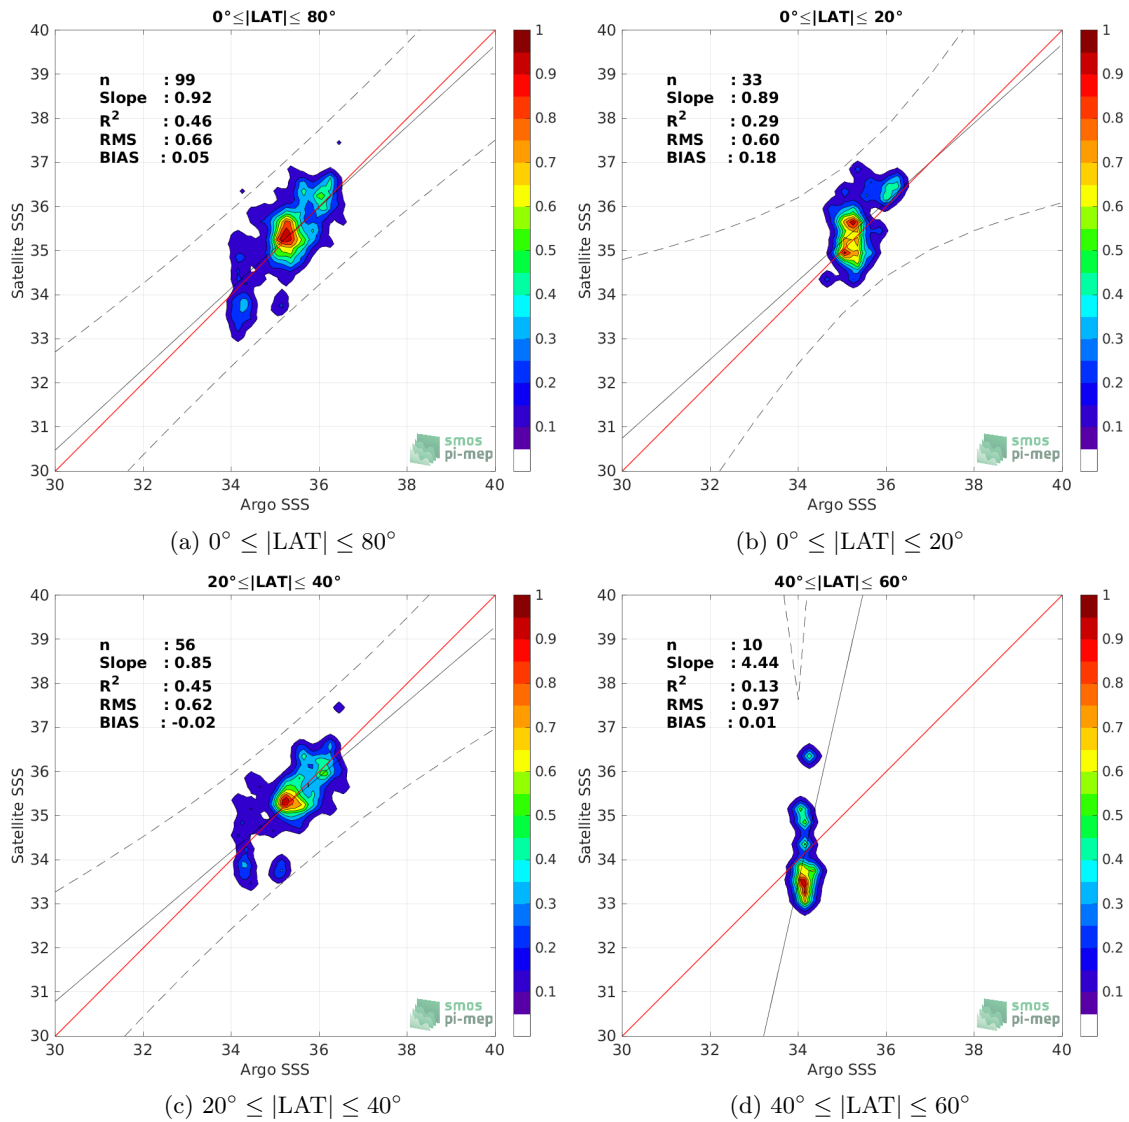 0°≤|LAT|≤ 80°
40
39
38
37
36
35
34
33
32
31
30
Satellite SSS
n : 99
Slope : 0.92
R² : 0.46
RMS : 0.66
BIAS : 0.05
smos
pi-mep
30 32 34 36 38 40
Argo SSS
1
0.9
0.8
0.7
0.6
0.5
0.4
0.3
0.2
0.1
(a) 0° ≤ |LAT| ≤ 80°
0°≤|LAT|≤ 20°
40
39
38
37
36
35
34
33
32
31
30
Satellite SSS
n : 33
Slope : 0.89
R² : 0.29
RMS : 0.60
BIAS : 0.18
smos
pi-mep
30 32 34 36 38 40
Argo SSS
1
0.9
0.8
0.7
0.6
0.5
0.4
0.3
0.2
0.1
(b) 0° ≤ |LAT| ≤ 20°
20°≤|LAT|≤ 40°
40
39
38
37
36
35
34
33
32
31
30
Satellite SSS
n : 56
Slope : 0.85
R² : 0.45
RMS : 0.62
BIAS : -0.02
smos
pi-mep
30 32 34 36 38 40
Argo SSS
1
0.9
0.8
0.7
0.6
0.5
0.4
0.3
0.2
0.1
(c) 20° ≤ |LAT| ≤ 40°
40°≤|LAT|≤ 60°
40
39
38
37
36
35
34
33
32
31
30
Satellite SSS
n : 10
Slope : 4.44
R² : 0.13
RMS : 0.97
BIAS : 0.01
smos
pi-mep
30 32 34 36 38 40
Argo SSS
1
0.9
0.8
0.7
0.6
0.5
0.4
0.3
0.2
0.1
(d) 40° ≤ |LAT| ≤ 60°